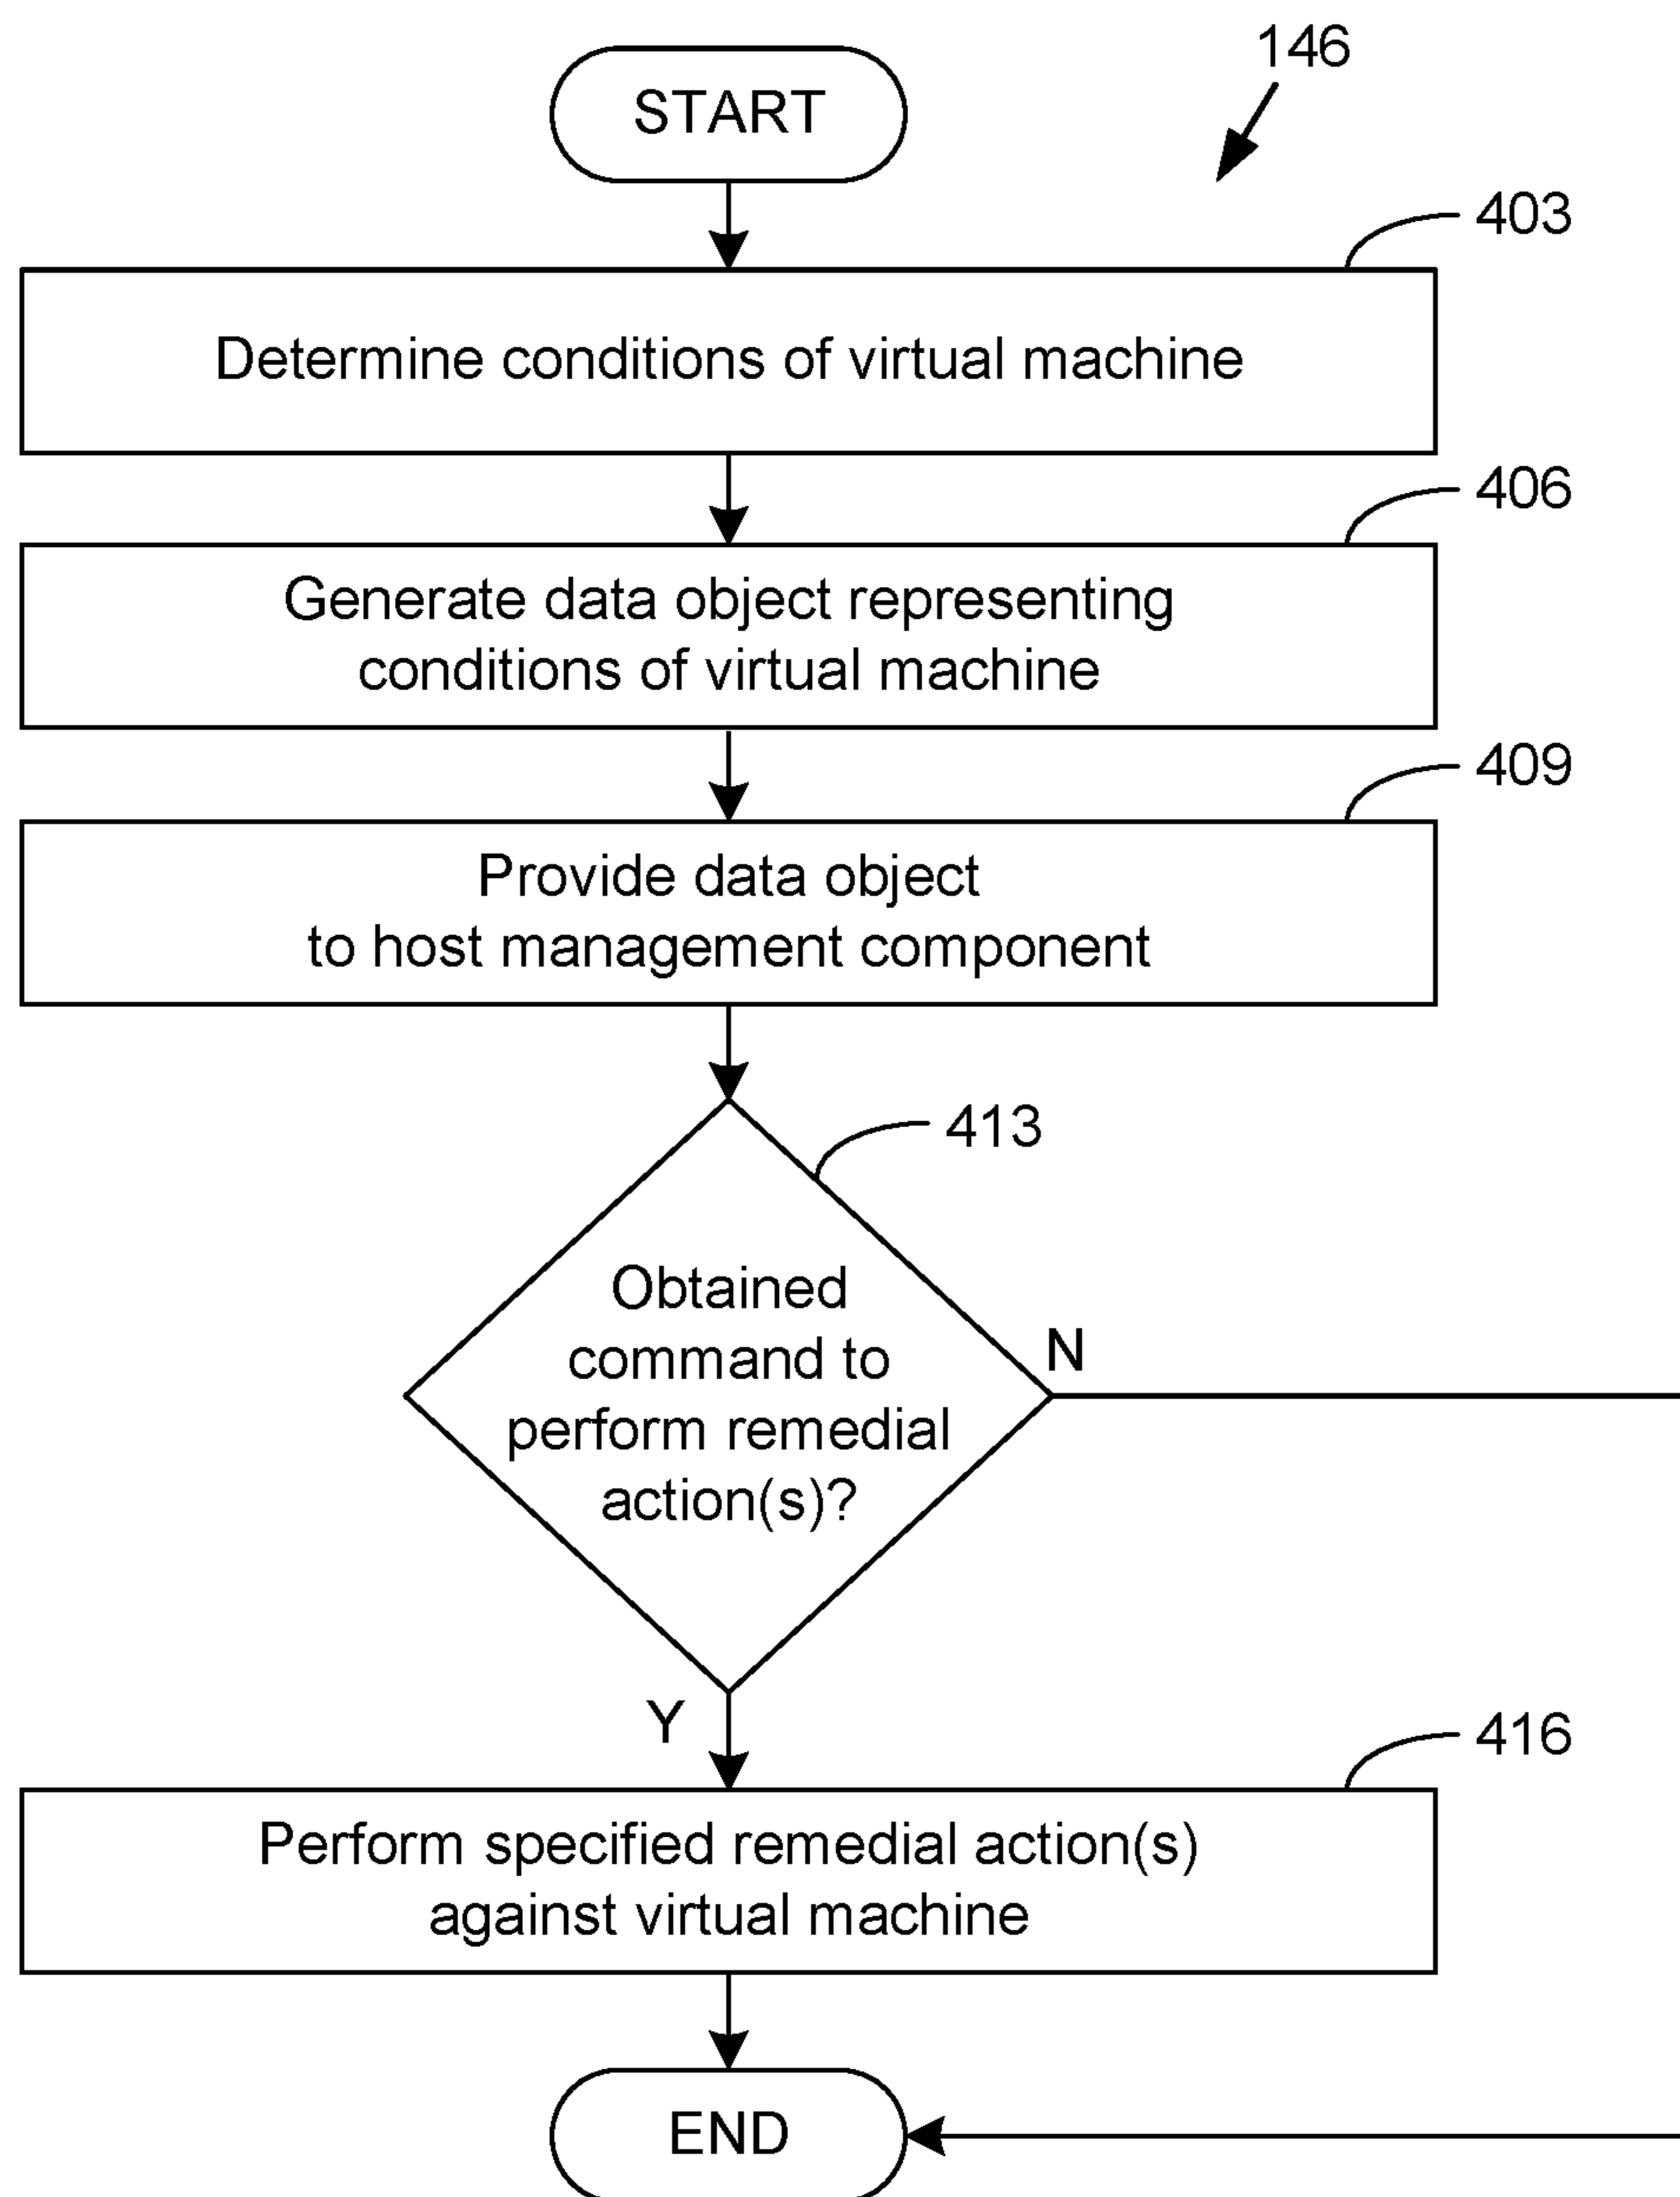 START
146
403
Determine conditions of virtual machine
406
Generate data object representing
conditions of virtual machine
409
Provide data object
to host management component
413
Obtained
command to
perform remedial
action(s)?
N
Y
416
Perform specified remedial action(s)
against virtual machine
END